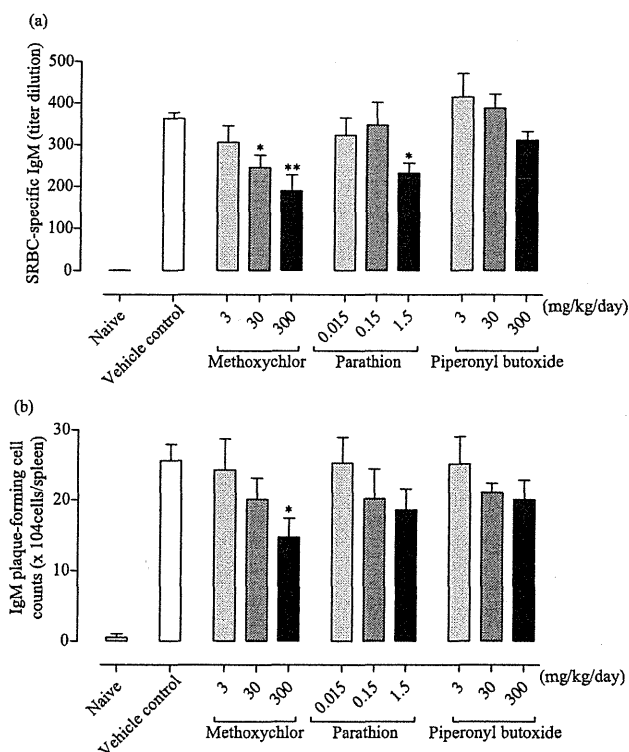 (a)
SRBC-specific IgM (titer dilution)
500
400
300
200
100
0
*
**
*
Naive
Vehicle control
3
30
300
0.015
0.15
1.5
3
30
300
(mg/kg/day)
Methoxychlor
Parathion
Piperonyl butoxide
(b)
IgM plaque-forming cell
counts (x 104cells/spleen)
30
20
10
0
*
Naive
Vehicle control
3
30
300
0.015
0.15
1.5
3
30
300
(mg/kg/day)
Methoxychlor
Parathion
Piperonyl butoxide